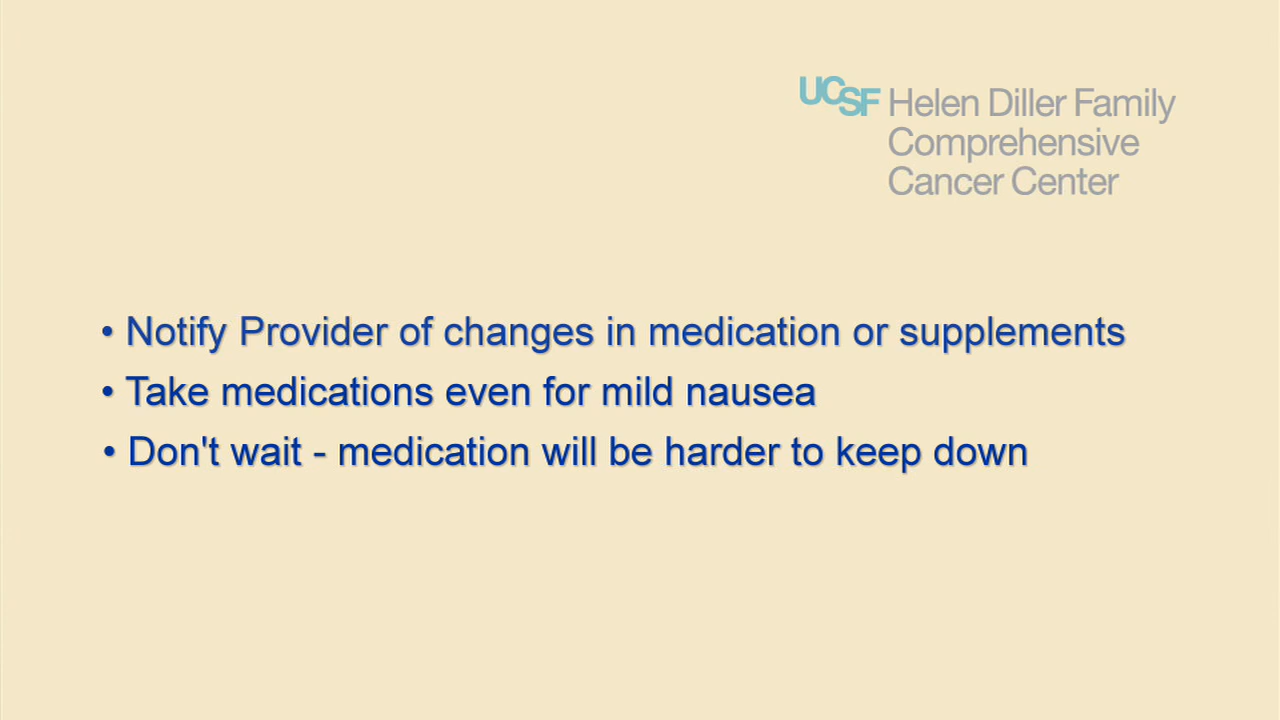 UCSF Helen Diller Family
Comprehensive
Cancer Center
• Notify Provider of changes in medication or supplements
• Take medications even for mild nausea
• Don't wait - medication will be harder to keep down